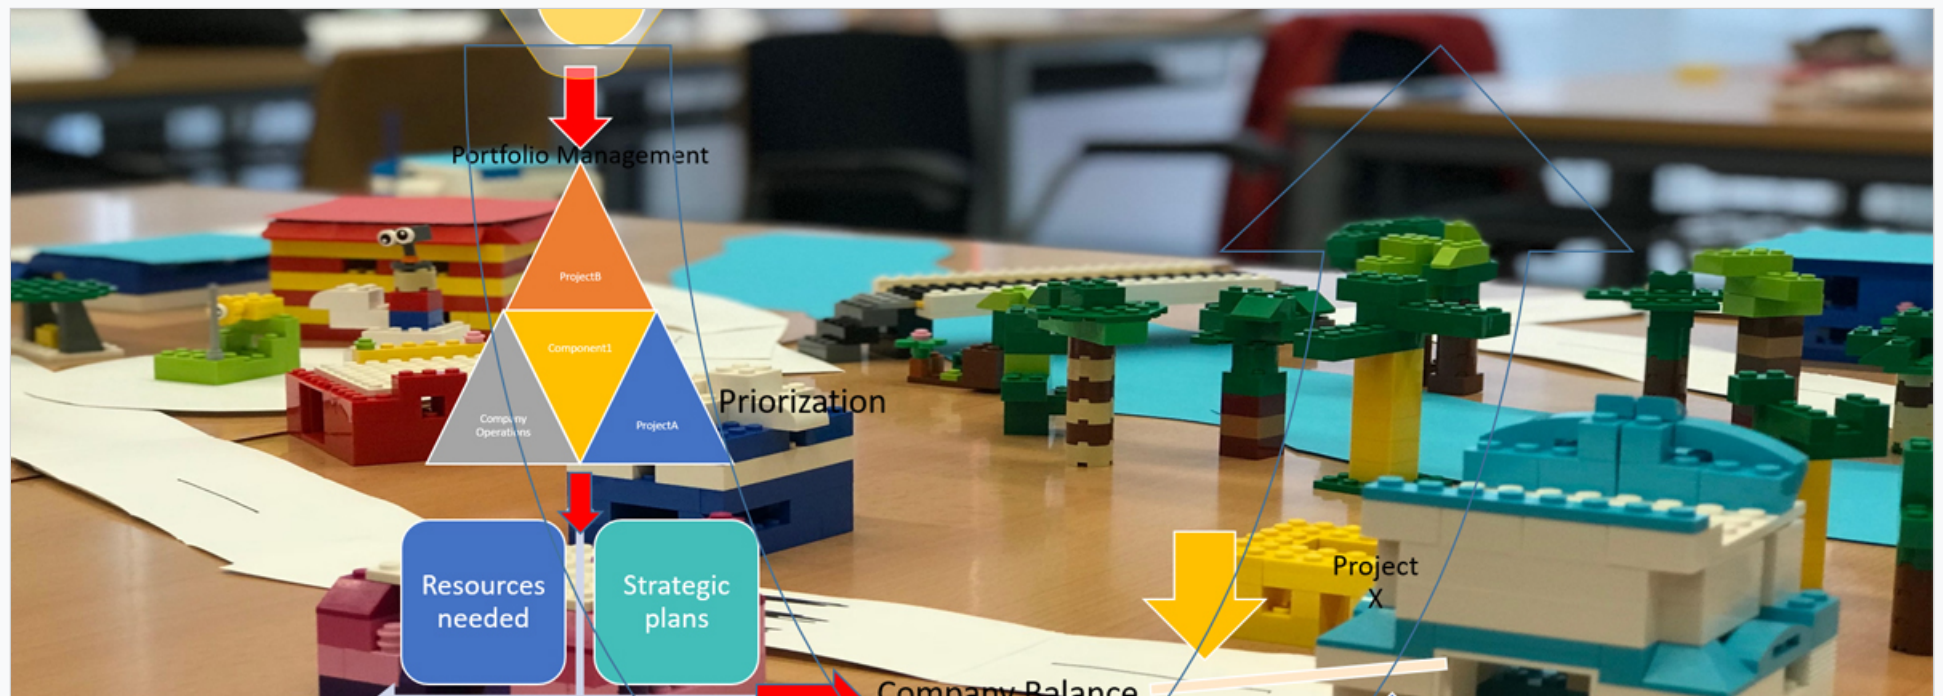 Portfolio Management
ProjectB
Component1
Company
Operations
ProjectA
Priorization
Resources
needed
Strategic
plans
Project
X
Company Balance